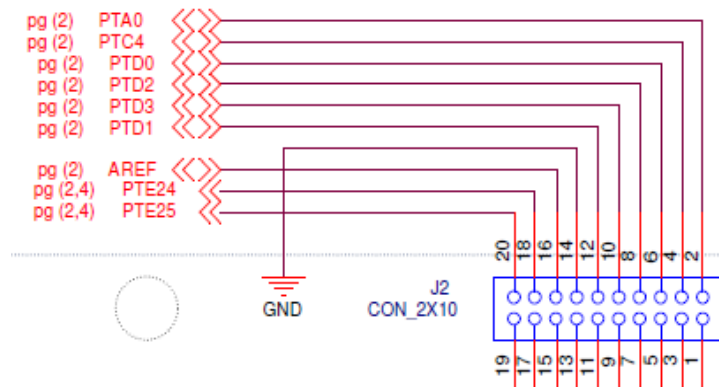 pg (2) PTA0
pg (2) PTC4
pg (2) PTD0
pg (2) PTD2
pg (2) PTD3
pg (2) PTD1
pg (2) AREF
pg (2,4) PTE24
pg (2,4) PTE25
20 18 16 14 12 10 8 6 4 2
J2
GND CON_2X10
19 17 15 13 11 9 7 5 3 1